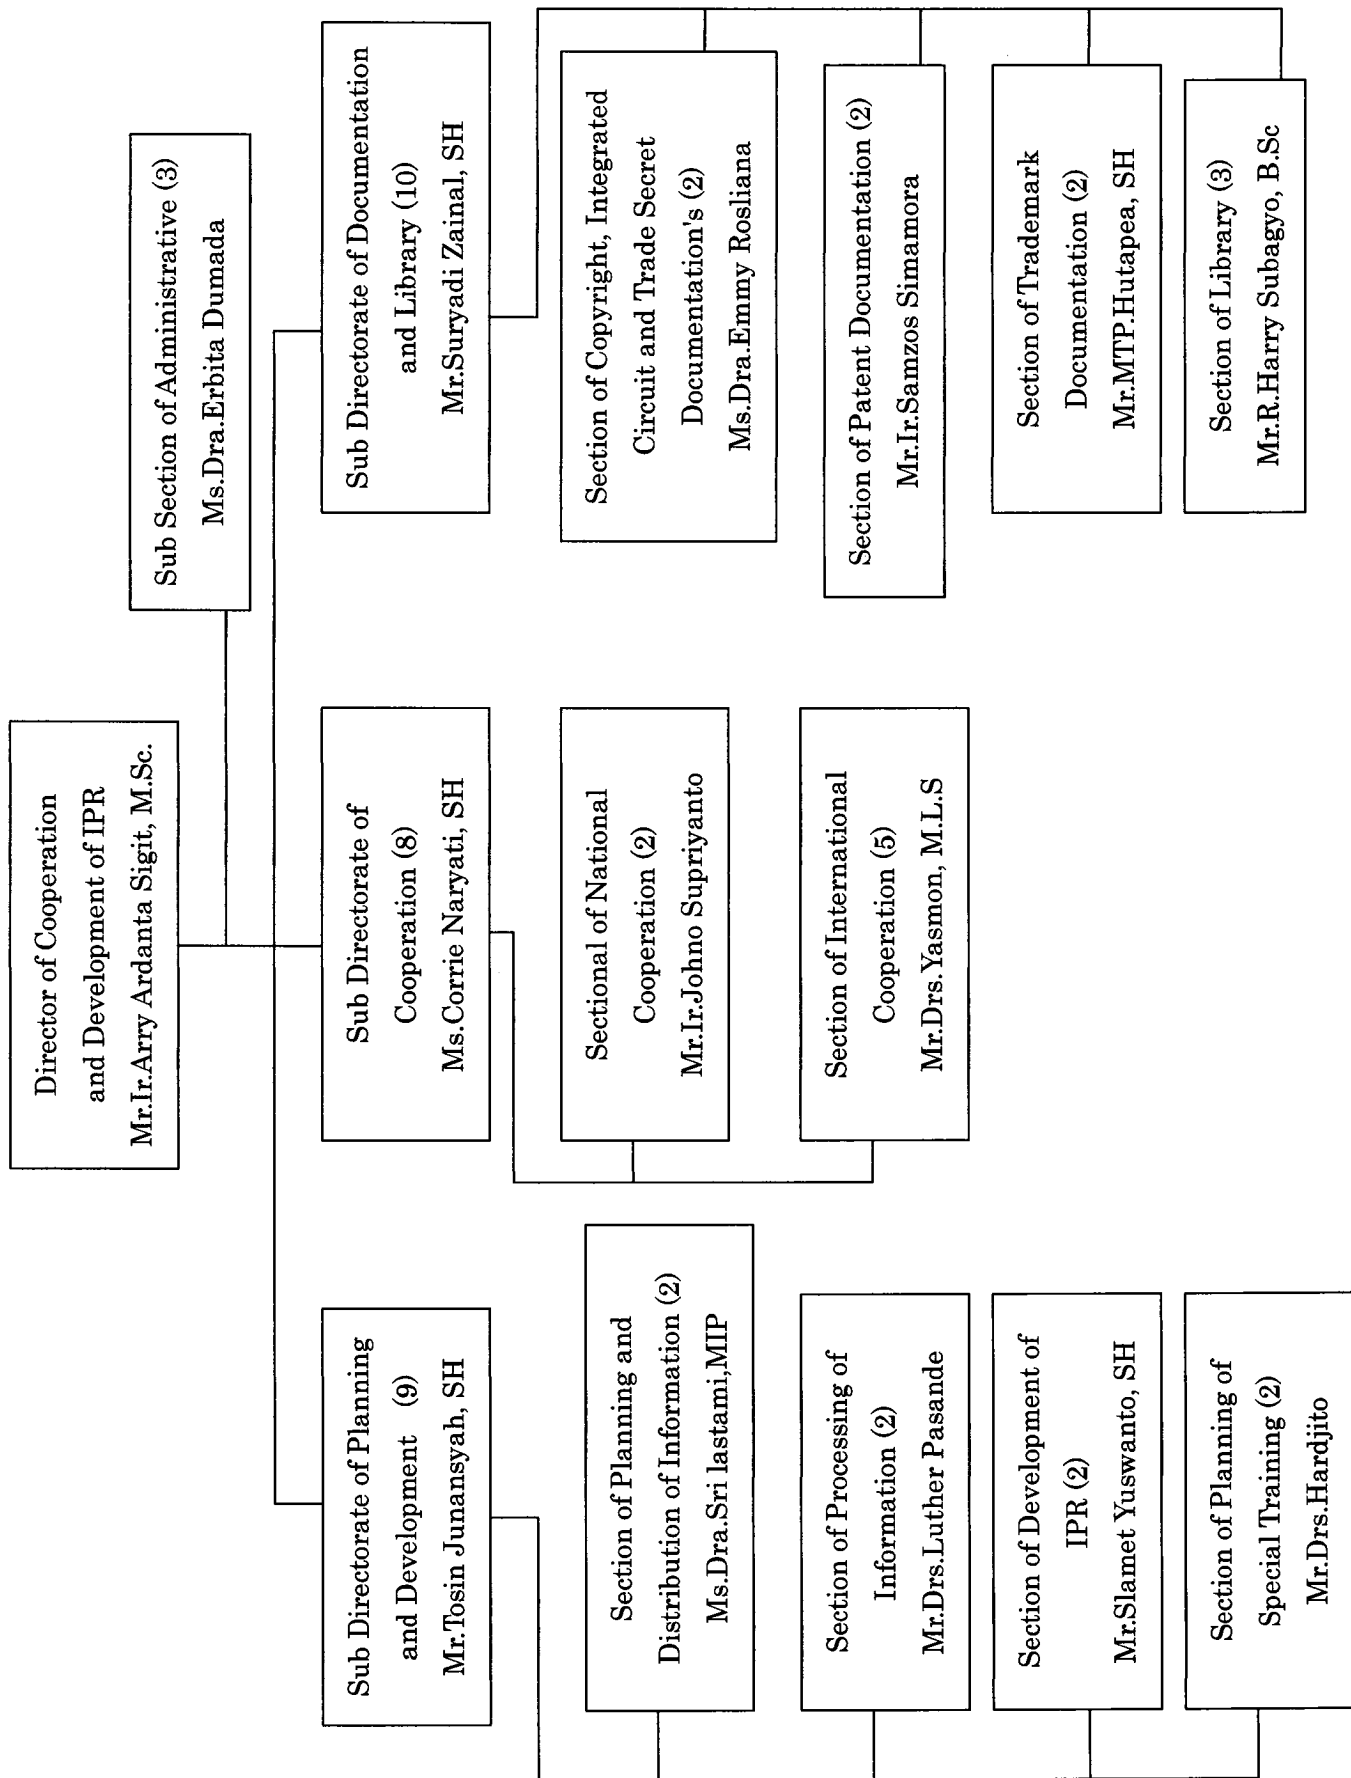 Director of Cooperation
and Development of IPR
Mr.Ir.Arry Ardanta Sigit, M.Sc.
Sub Section of Administrative (3)
Ms.Dra.Erbita Dumada
Sub Directorate of Planning
and Development (9)
Mr.Tosin Junansyah, SH
Sub Directorate of
Cooperation (8)
Ms.Corrie Naryati, SH
Sub Directorate of Documentation
and Library (10)
Mr.Suryadi Zainal, SH
Section of Planning and
Distribution of Information (2)
Ms.Dra.Sri lastami,MIP
Section of Processing of
Information (2)
Mr.Drs.Luther Pasande
Section of Development of
IPR (2)
Mr.Slamet Yuswanto, SH
Section of Planning of
Special Training (2)
Mr.Drs.Hardjito
Sectional of National
Cooperation (2)
Mr.Ir.Johno Supriyanto
Section of International
Cooperation (5)
Mr.Drs.Yasmon, M.L.S
Section of Copyright, Integrated
Circuit and Trade Secret
Documentation's (2)
Ms.Dra.Emmy Rosliana
Section of Patent Documentation (2)
Mr.Ir.Samzos Simamora
Section of Trademark
Documentation (2)
Mr.MTP.Hutapea, SH
Section of Library (3)
Mr.R.Harry Subagyo, B.Sc